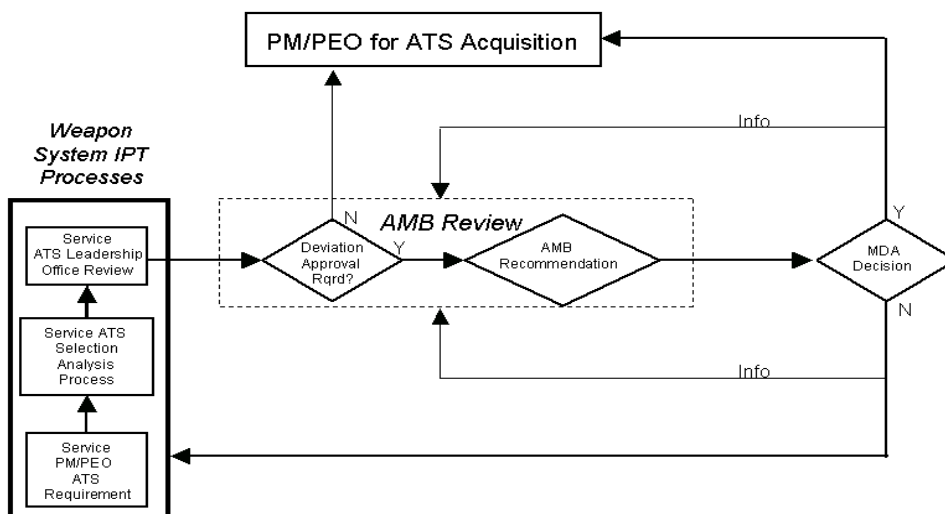 PM/PEO for ATS Acquisition
Info
Weapon
System IPT
Processes
AMB Review
N
Y
Y
N
Service
ATS Leadership
Office Review
Deviation
Approval
Rqrd?
AMB
Recommendation
MDA
Decision
Service ATS
Selection
Analysis
Process
Info
Service
PM/PEO
ATS
Requirement